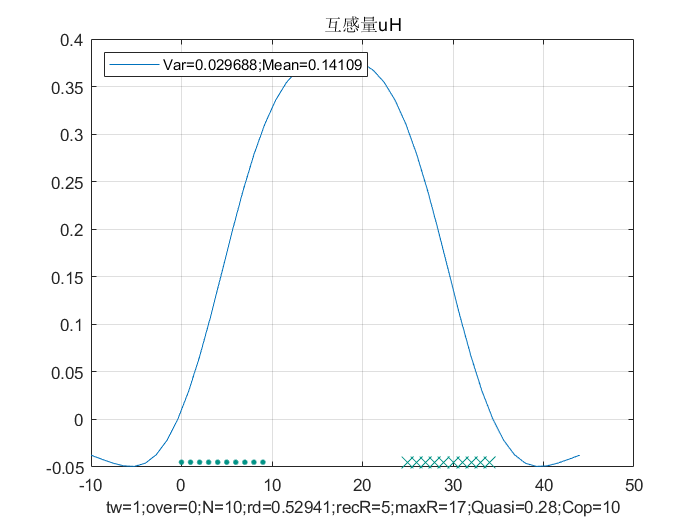 互感量uH
0.4
Var=0.029688;Mean=0.14109
0.35
0.3
0.25
0.2
0.15
0.1
0.05
0
-0.05
-10 0 10 20 30 40 50
tw=1;over=0;N=10;rd=0.52941;recR=5;maxR=17;Quasi=0.28;Cop=10